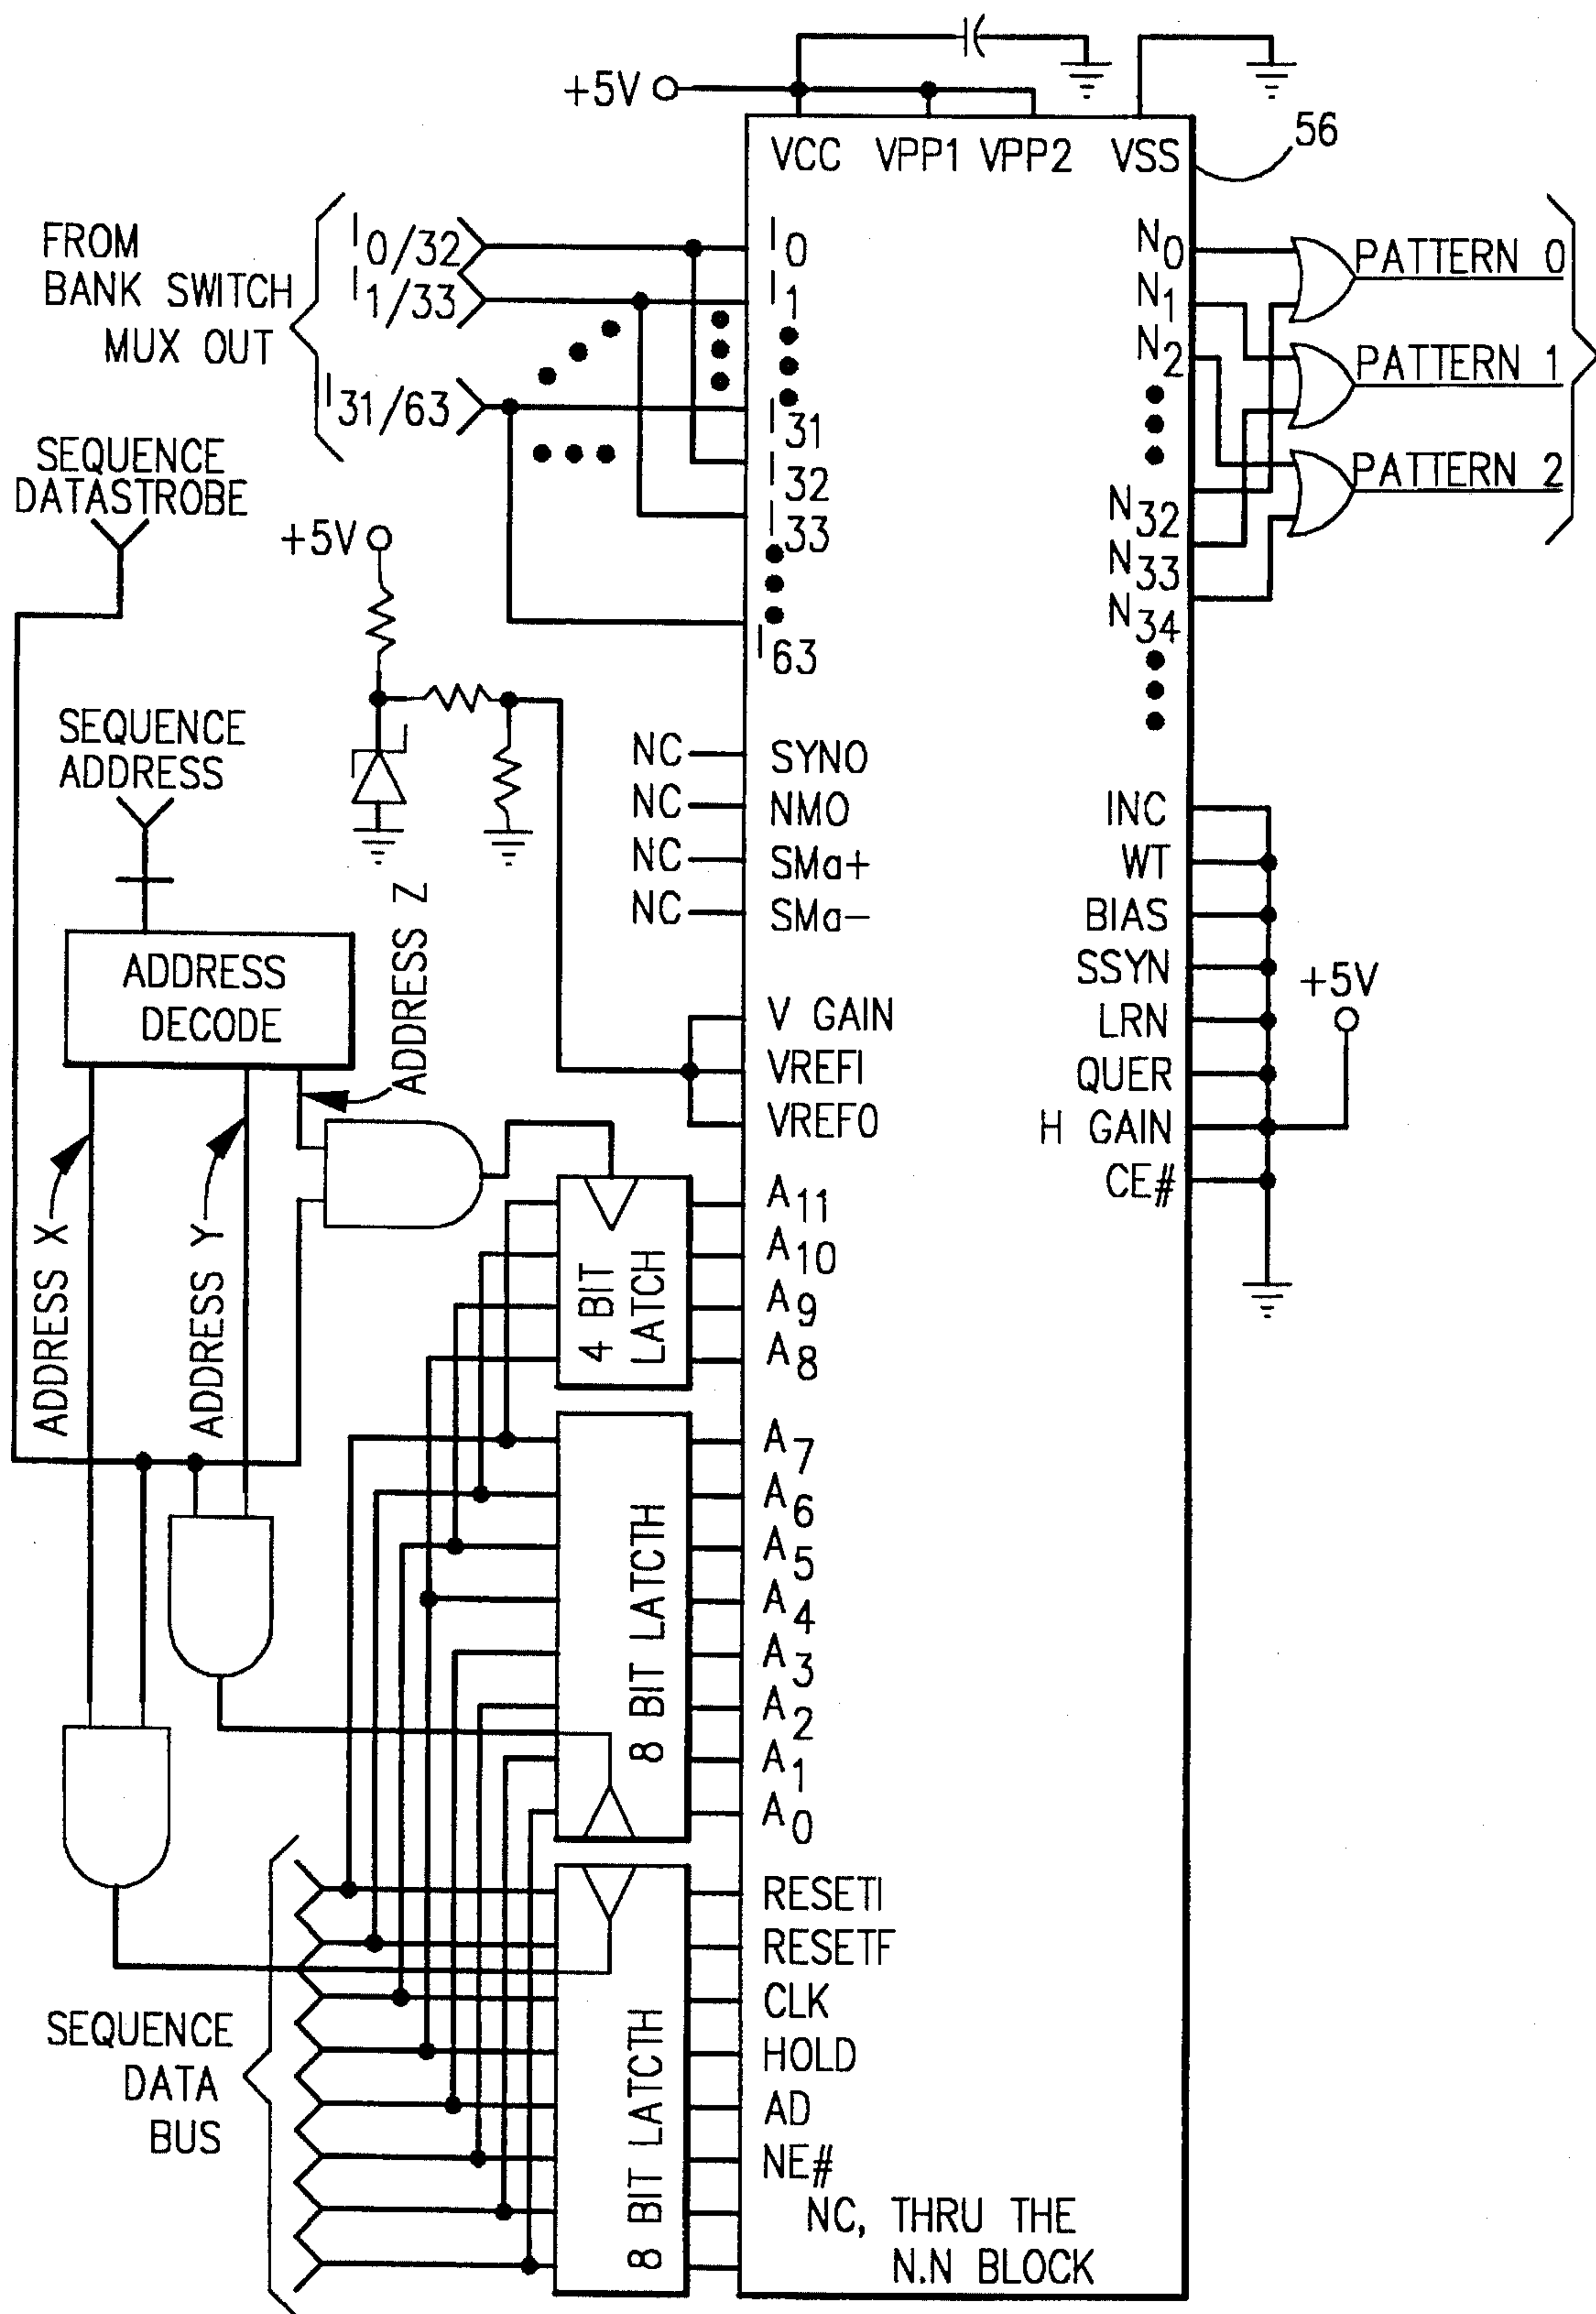 +5V
VCC VPP1 VPP2 VSS
56
FROM
BANK SWITCH
MUX OUT
I0/32
I1/33
I31/63
I0
I1
I31
I32
I33
I63
N0
N1
N2
N32
N33
N34
PATTERN 0
PATTERN 1
PATTERN 2
SEQUENCE
DATASTROBE
+5V
SEQUENCE
ADDRESS
NC SYNO
NC NMO
NC SMa+
NC SMa-
INC
WT
BIAS
SSYN
LRN
QUER
H GAIN
CE#
+5V
ADDRESS
DECODE
ADDRESS Z
ADDRESS X
ADDRESS Y
V GAIN
VREFI
VREFO
4 BIT
LATCH
A11
A10
A9
A8
8 BIT LATCTH
A7
A6
A5
A4
A3
A2
A1
A0
SEQUENCE
DATA
BUS
8 BIT LATCTH
RESETI
RESETF
CLK
HOLD
AD
NE#
NC, THRU THE
N.N BLOCK